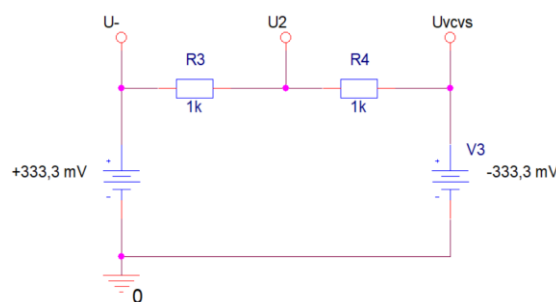 U- U2 Uvcvs
R3 R4
1k 1k
+ + V3
+333,3 mV -333,3 mV
- -
0